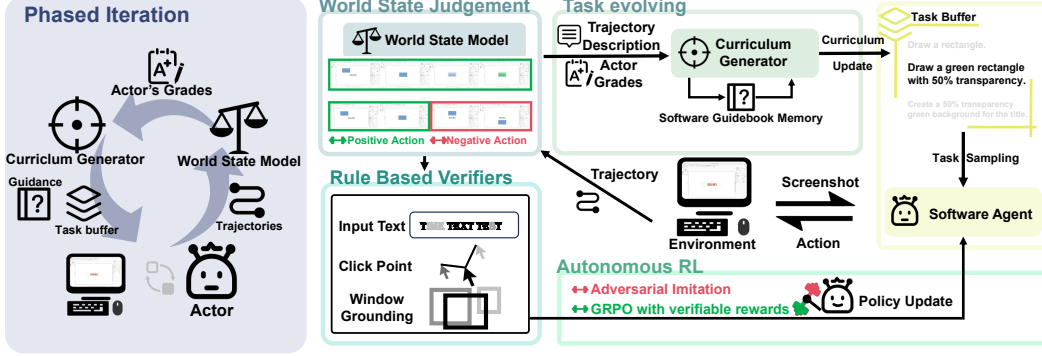 Phased Iteration
Actor's Grades
Curriclum Generator
World State Model
Guidance
Task buffer
Trajectories
Actor
World State Judgement
World State Model
Positive Action
Negative Action
Rule Based Verifiers
Input Text
Click Point
Window
Grounding
Task evolving
Trajectory
Description
Actor
Grades
Curriculum
Generator
Software Guidebook Memory
Curriculum
Update
Task Buffer
Draw a rectangle.
Draw a green rectangle
with 50% transparency.
Create a 50% transparency
green background for the title.
Task Sampling
Software Agent
Trajectory
Environment
Screenshot
Action
Autonomous RL
Adversarial Imitation
GRPO with verifiable rewards
Policy Update